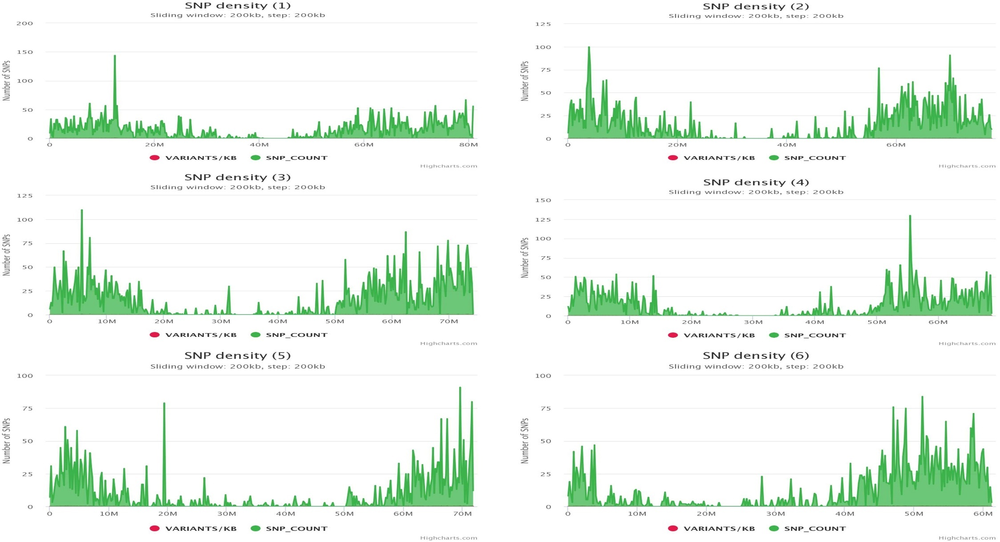 SNP density (1)
Sliding window: 200kb, step: 200kb
Number of SNPs
200
150
100
50
0
0 20M 40M 60M 80M
VARIANTS/KB SNP_COUNT
Highcharts.com
SNP density (2)
Sliding window: 200kb, step: 200kb
Number of SNPs
125
100
75
50
25
0
0 20M 40M 60M
VARIANTS/KB SNP_COUNT
Highcharts.com
SNP density (3)
Sliding window: 200kb, step: 200kb
Number of SNPs
125
100
75
50
25
0
0 10M 20M 30M 40M 50M 60M 70M
VARIANTS/KB SNP_COUNT
Highcharts.com
SNP density (4)
Sliding window: 200kb, step: 200kb
Number of SNPs
150
125
100
75
50
25
0
0 10M 20M 30M 40M 50M 60M
VARIANTS/KB SNP_COUNT
Highcharts.com
SNP density (5)
Sliding window: 200kb, step: 200kb
Number of SNPs
100
75
50
25
0
0 10M 20M 30M 40M 50M 60M 70M
VARIANTS/KB SNP_COUNT
Highcharts.com
SNP density (6)
Sliding window: 200kb, step: 200kb
Number of SNPs
100
75
50
25
0
0 10M 20M 30M 40M 50M 60M
VARIANTS/KB SNP_COUNT
Highcharts.com